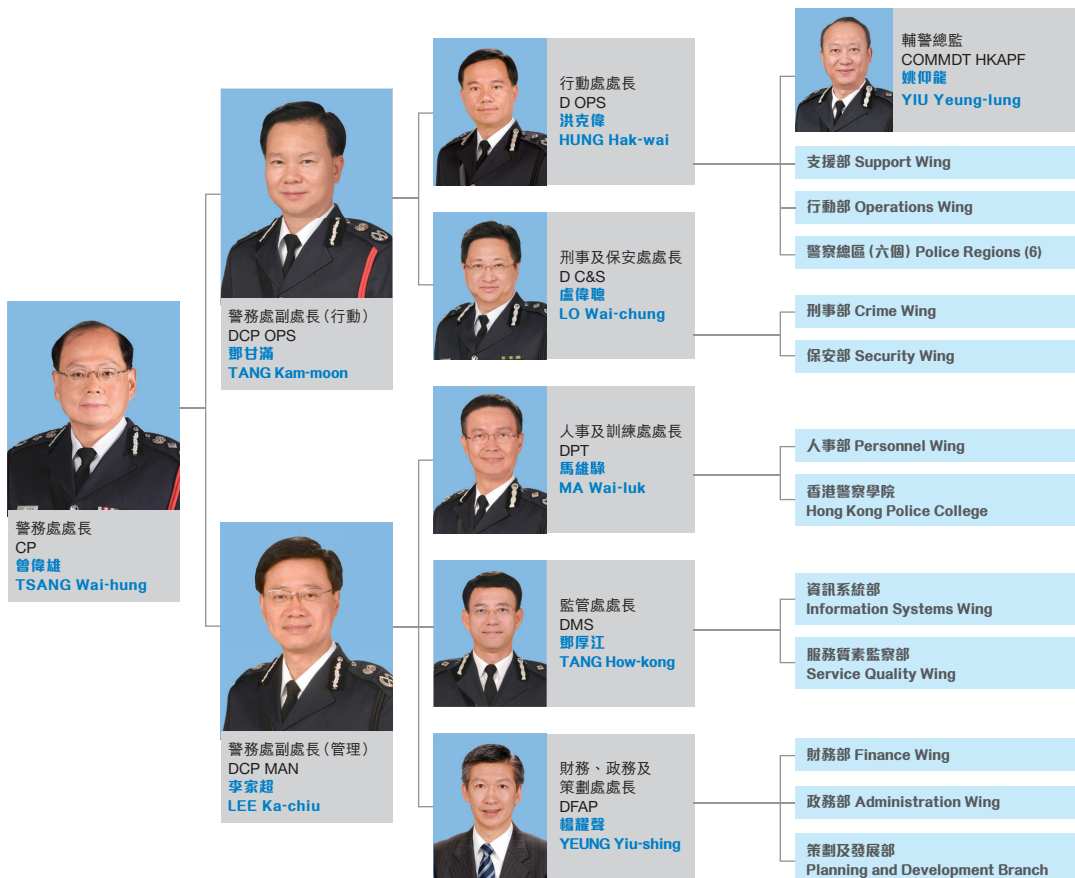 警務處處長
CP
曾偉雄
TSANG Wai-hung
警務處副處長（行動）
DCP OPS
鄧甘滿
TANG Kam-moon
警務處副處長（管理）
DCP MAN
李家超
LEE Ka-chiu
行動處處長
D OPS
洪克偉
HUNG Hak-wai
刑事及保安處處長
D C&S
盧偉聰
LO Wai-chung
人事及訓練處處長
DPT
馬維騄
MA Wai-luk
監管處處長
DMS
鄧厚江
TANG How-kong
財務、政務及
策劃處處長
DFAP
楊耀聲
YEUNG Yiu-shing
輔警總監
COMMDT HKAPF
姚仰龍
YIU Yeung-lung
支援部 Support Wing
行動部 Operations Wing
警察總區（六個）Police Regions (6)
刑事部 Crime Wing
保安部 Security Wing
人事部 Personnel Wing
香港警察學院
Hong Kong Police College
資訊系統部
Information Systems Wing
服務質素監察部
Service Quality Wing
財務部 Finance Wing
政務部 Administration Wing
策劃及發展部
Planning and Development Branch